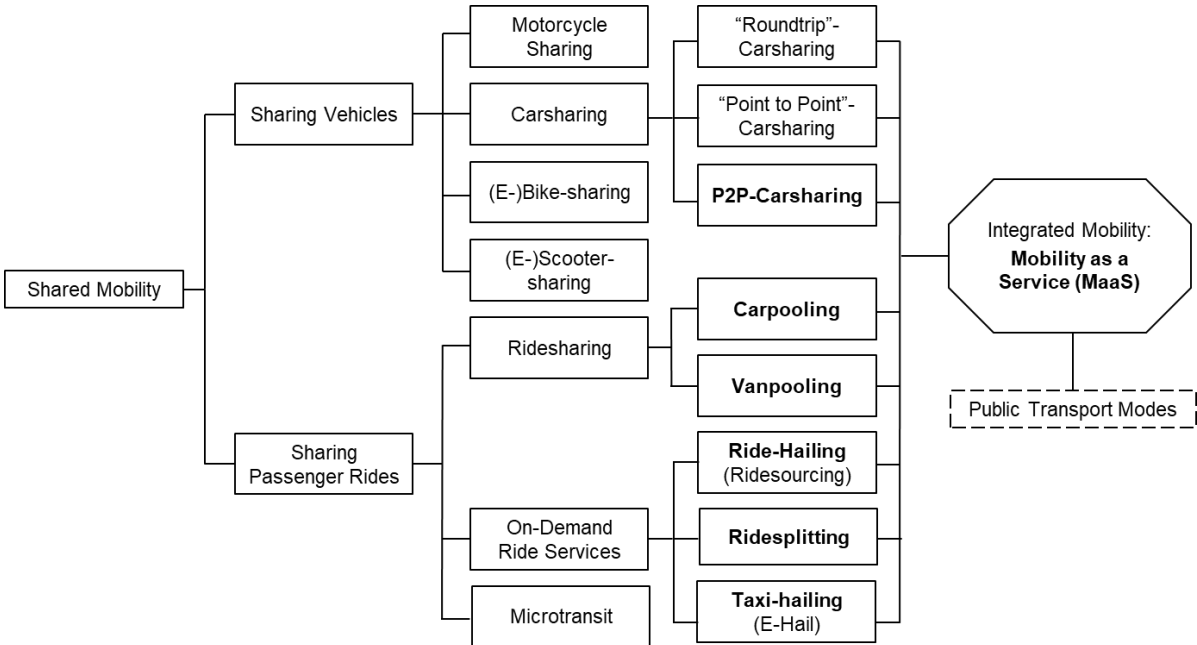 Shared Mobility
Sharing Vehicles
Sharing
Passenger Rides
Motorcycle
Sharing
Carsharing
(E-)Bike-sharing
(E-)Scooter-
sharing
Ridesharing
On-Demand
Ride Services
Microtransit
“Roundtrip”-
Carsharing
“Point to Point”-
Carsharing
P2P-Carsharing
Carpooling
Vanpooling
Ride-Hailing
(Ridesourcing)
Ridesplitting
Taxi-hailing
(E-Hail)
Integrated Mobility:
Mobility as a
Service (MaaS)
Public Transport Modes